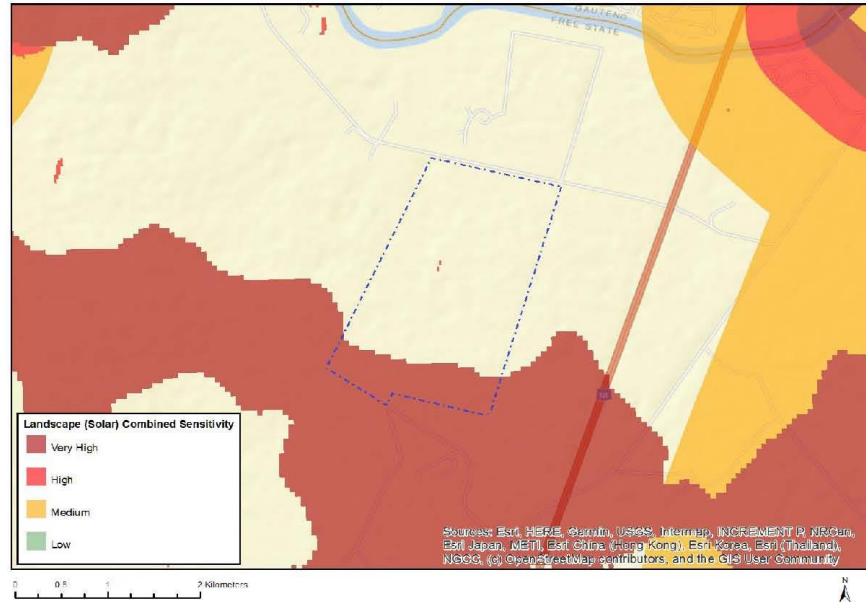 GAUTENG
FREE STATE
Landscape (Solar) Combined Sensitivity
Very High
High
Medium
Low
Sources: Esri, HERE, Garmin, USGS, Intermap, INCREMENT P, NRCan,
Esri Japan, METI, Esri China (Hong Kong), Esri Korea, Esri (Thailand),
NGCC, (c) OpenStreetMap contributors, and the GIS User Community
0 0.5 1 2 Kilometers
N